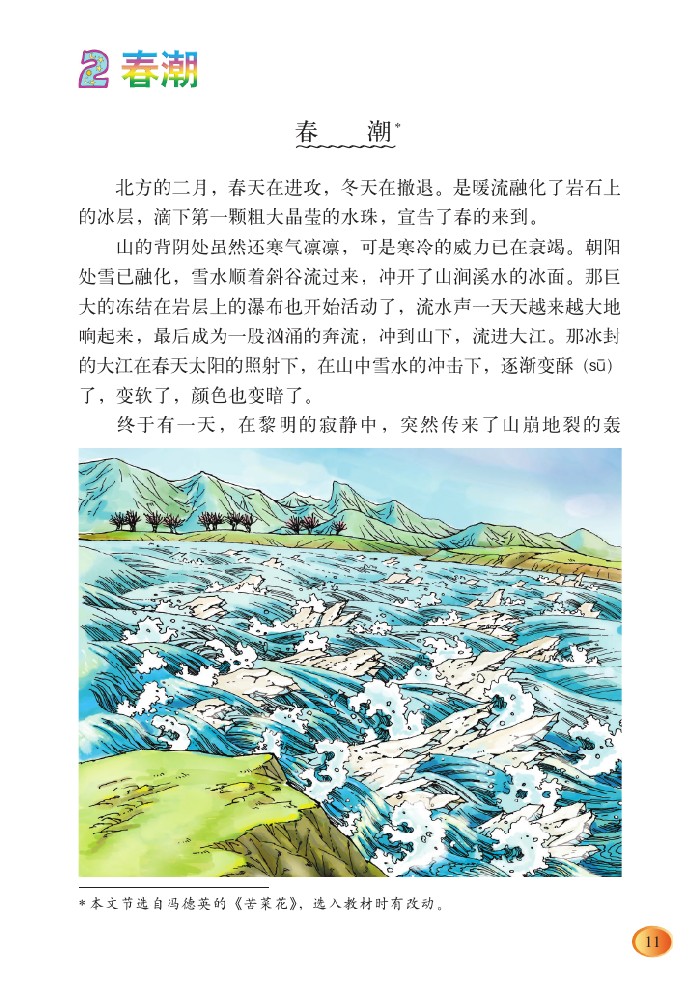 2 春潮
春 潮*
北方的二月，春天在进攻，冬天在撤退。是暖流融化了岩石上
的冰层，滴下第一颗粗大晶莹的水珠，宣告了春的来到。
山的背阴处虽然还寒气凛凛，可是寒冷的威力已在衰竭。朝阳
处雪已融化，雪水顺着斜谷流过来，冲开了山涧溪水的冰面。那巨
大的冻结在岩层上的瀑布也开始活动了，流水声一天天越来越大地
响起来，最后成为一股汹涌的奔流，冲到山下，流进大江。那冰封
的大江在春天太阳的照射下，在山中雪水的冲击下，逐渐变酥（sū）
了，变软了，颜色也变暗了。
终于有一天，在黎明的寂静中，突然传来了山崩地裂的轰
*本文节选自冯德英的《苦菜花》，选入教材时有改动。
11